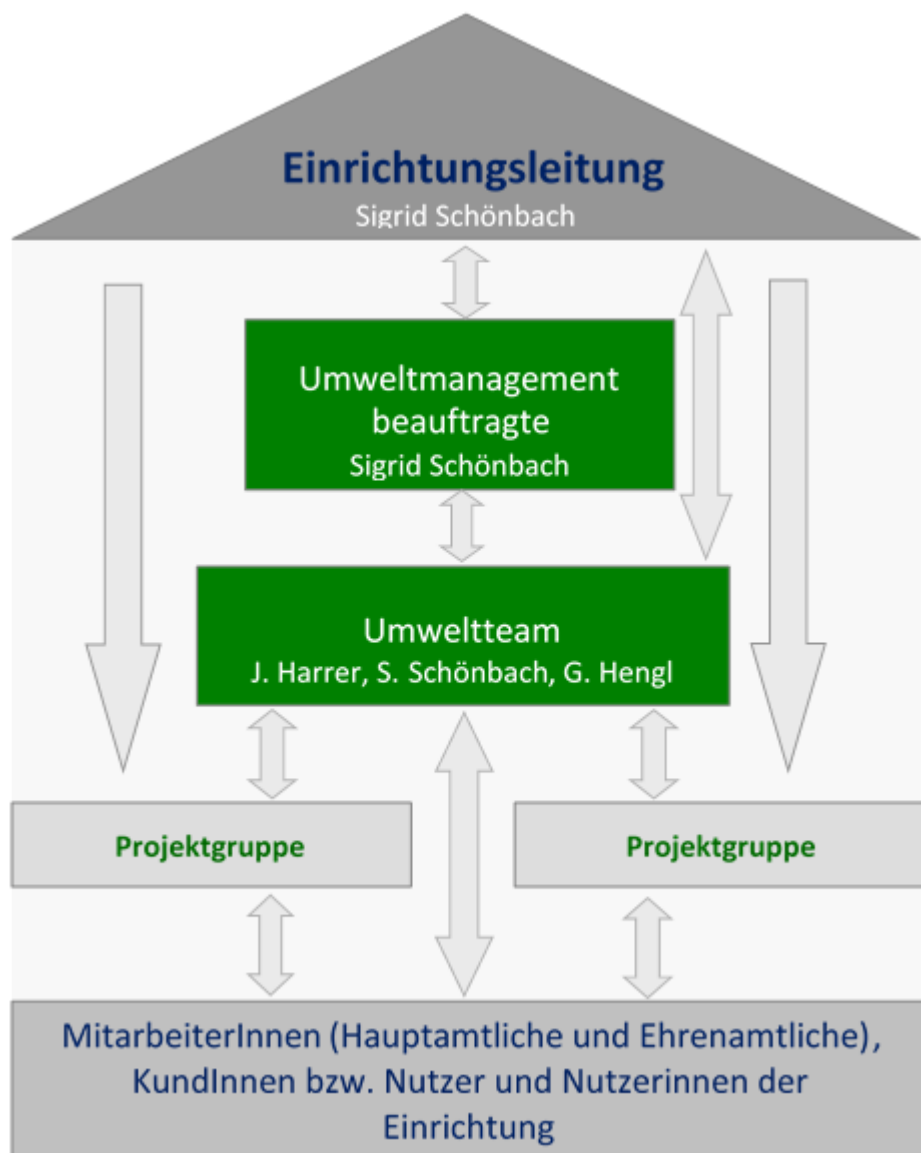 Einrichtungsleitung
Sigrid Schönbach
Umweltmanagement
beauftragte
Sigrid Schönbach
Umweltteam
J. Harrer, S. Schönbach, G. Hengl
Projektgruppe
Projektgruppe
MitarbeiterInnen (Hauptamtliche und Ehrenamtliche),
KundInnen bzw. Nutzer und Nutzerinnen der
Einrichtung